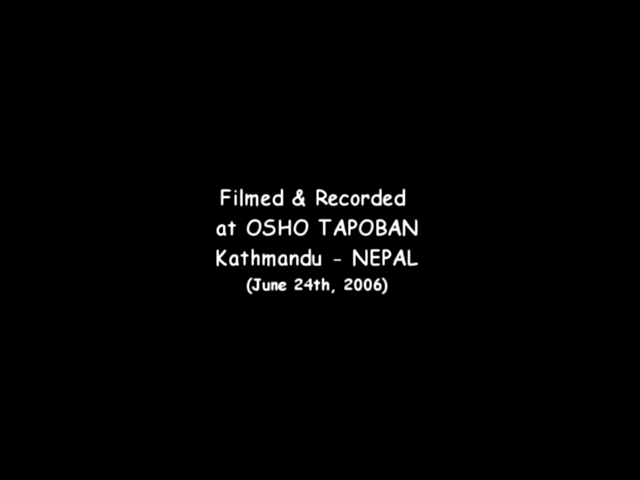 Filmed & Recorded
at OSHO TAPOBAN
Kathmandu - NEPAL
(June 24th, 2006)